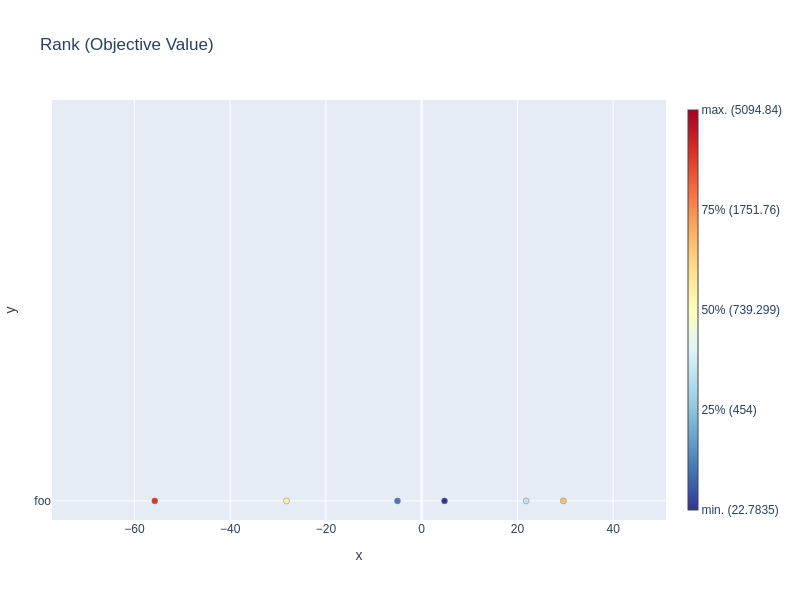 Rank (Objective Value)
max. (5094.84)
75% (1751.76)
50% (739.299)
25% (454)
min. (22.7835)
y
foo
−60
−40
−20
0
20
40
x